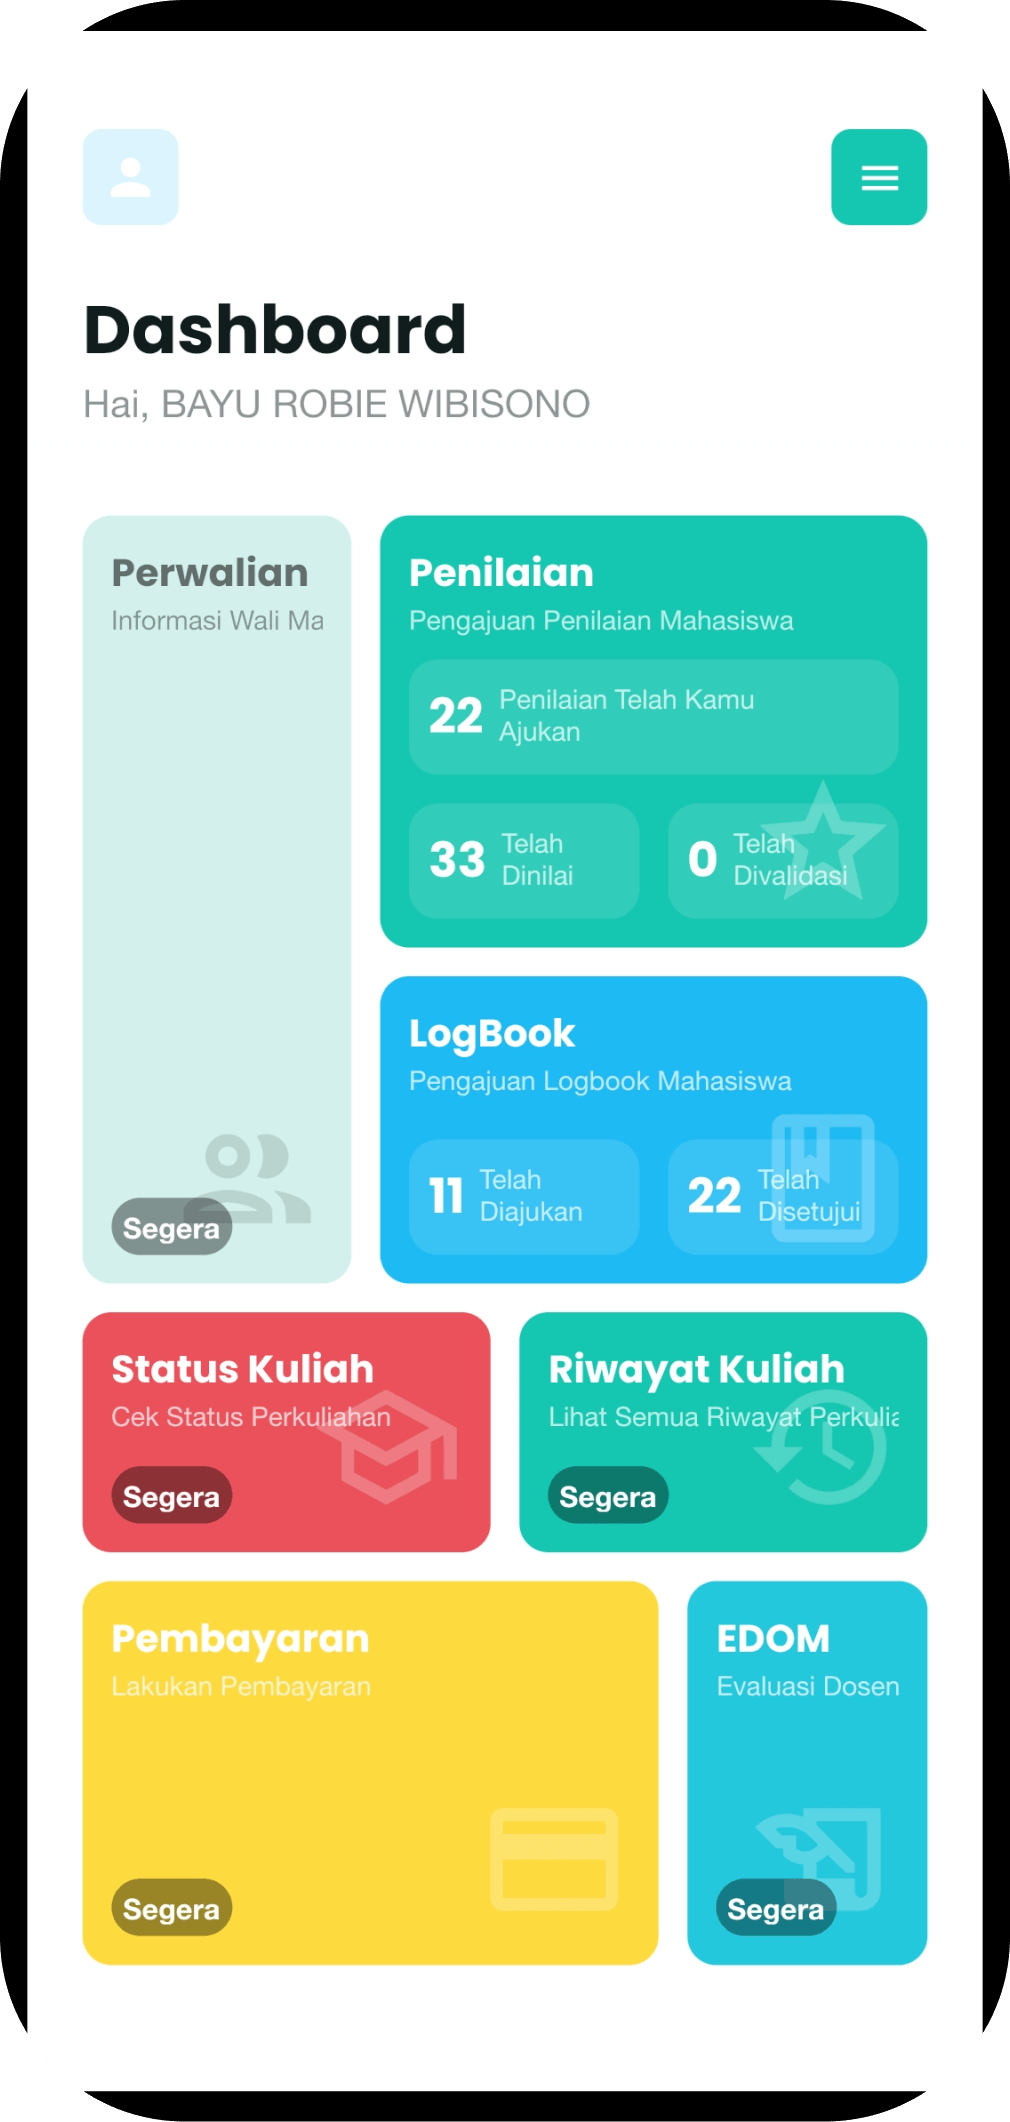 Dashboard
Hai, BAYU ROBIE WIBISONO
Perwalian
Informasi Wali Ma
Segera
Penilaian
Pengajuan Penilaian Mahasiswa
22 Penilaian Telah Kamu
Ajukan
33 Telah
Dinilai
0 Telah
Divalidasi
LogBook
Pengajuan Logbook Mahasiswa
11 Telah
Diajukan
22 Telah
Disetujui
Status Kuliah
Cek Status Perkuliahan
Segera
Riwayat Kuliah
Lihat Semua Riwayat Perkulia
Segera
Pembayaran
Lakukan Pembayaran
Segera
EDOM
Evaluasi Dosen
Segera